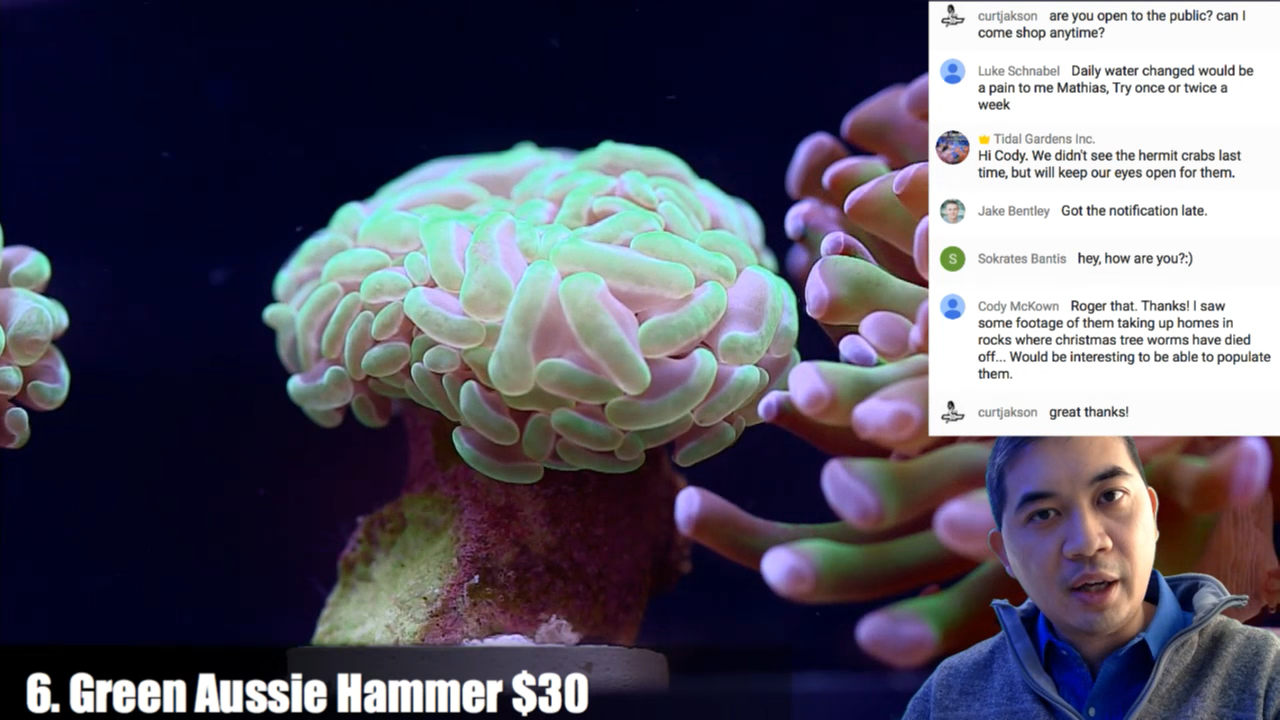 curtjakson are you open to the public? can I
come shop anytime?
Luke Schnabel Daily water changed would be
a pain to me Mathias, Try once or twice a
week
Tidal Gardens Inc.
Hi Cody. We didn't see the hermit crabs last
time, but will keep our eyes open for them.
Jake Bentley Got the notification late.
S Sokrates Bantis hey, how are you?:)
Cody McKown Roger that. Thanks! I saw
some footage of them taking up homes in
rocks where christmas tree worms have died
off... Would be interesting to be able to populate
them.
curtjakson great thanks!
6. Green Aussie Hammer $30